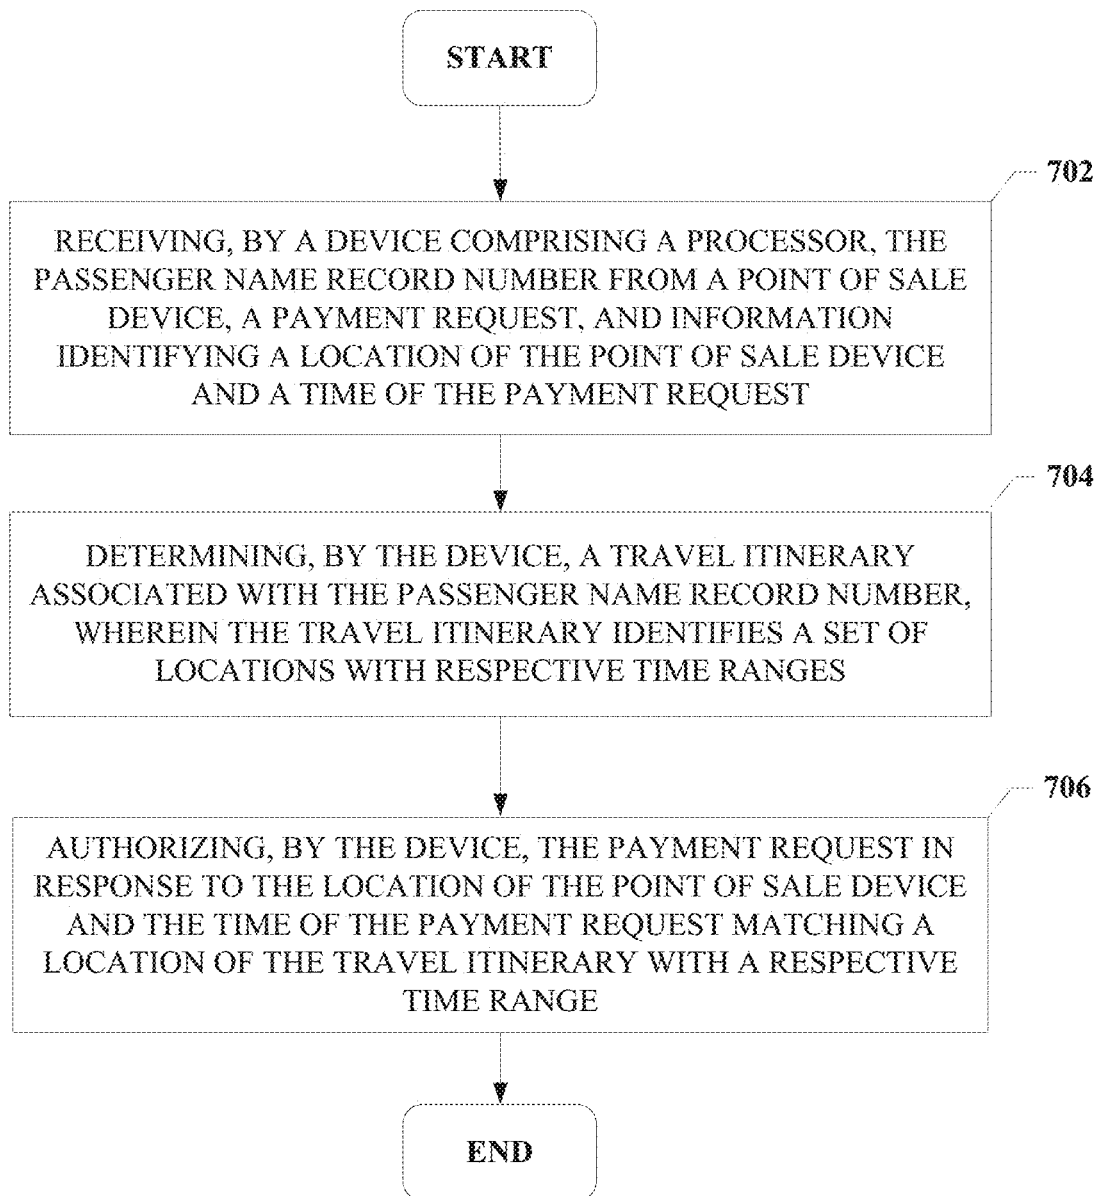 START
702
RECEIVING, BY A DEVICE COMPRISING A PROCESSOR, THE
PASSENGER NAME RECORD NUMBER FROM A POINT OF SALE
DEVICE, A PAYMENT REQUEST, AND INFORMATION
IDENTIFYING A LOCATION OF THE POINT OF SALE DEVICE
AND A TIME OF THE PAYMENT REQUEST
704
DETERMINING, BY THE DEVICE, A TRAVEL ITINERARY
ASSOCIATED WITH THE PASSENGER NAME RECORD NUMBER,
WHEREIN THE TRAVEL ITINERARY IDENTIFIES A SET OF
LOCATIONS WITH RESPECTIVE TIME RANGES
706
AUTHORIZING, BY THE DEVICE, THE PAYMENT REQUEST IN
RESPONSE TO THE LOCATION OF THE POINT OF SALE DEVICE
AND THE TIME OF THE PAYMENT REQUEST MATCHING A
LOCATION OF THE TRAVEL ITINERARY WITH A RESPECTIVE
TIME RANGE
END